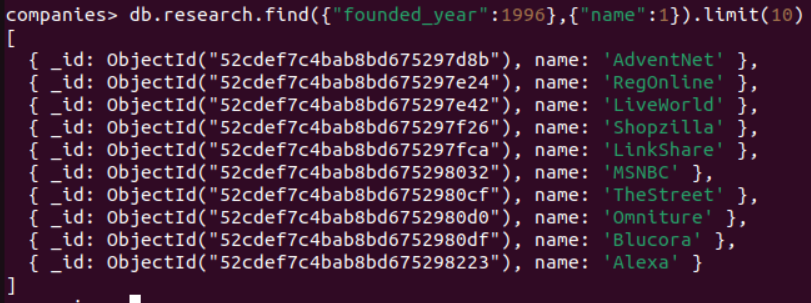 companies> db.research.find({"founded_year":1996},{"name":1}).limit(10)
[
  { _id: ObjectId("52cdef7c4bab8bd675297d8b"), name: 'AdventNet' },
  { _id: ObjectId("52cdef7c4bab8bd675297e24"), name: 'RegOnline' },
  { _id: ObjectId("52cdef7c4bab8bd675297e42"), name: 'LiveWorld' },
  { _id: ObjectId("52cdef7c4bab8bd675297f26"), name: 'Shopzilla' },
  { _id: ObjectId("52cdef7c4bab8bd675297fca"), name: 'LinkShare' },
  { _id: ObjectId("52cdef7c4bab8bd675298032"), name: 'MSNBC' },
  { _id: ObjectId("52cdef7c4bab8bd6752980cf"), name: 'TheStreet' },
  { _id: ObjectId("52cdef7c4bab8bd6752980d0"), name: 'Omniture' },
  { _id: ObjectId("52cdef7c4bab8bd6752980df"), name: 'Blucora' },
  { _id: ObjectId("52cdef7c4bab8bd675298223"), name: 'Alexa' }
]